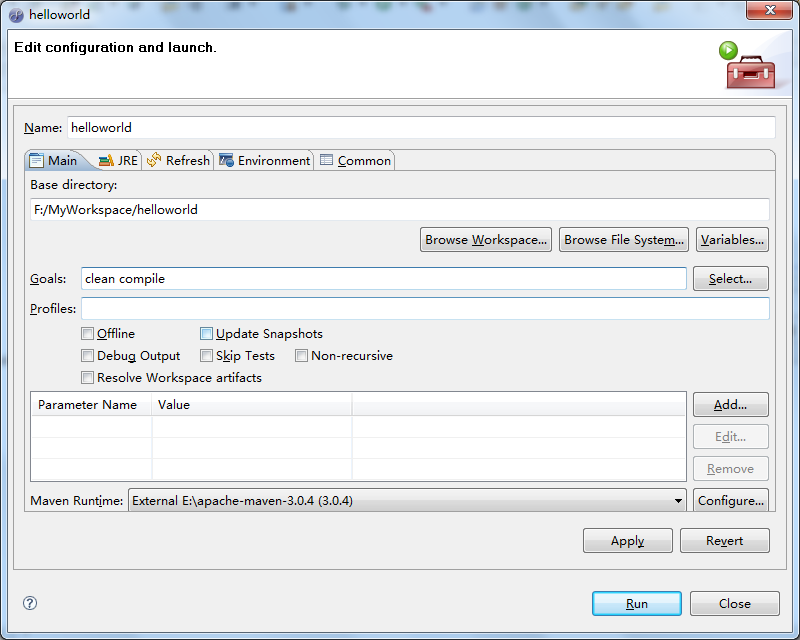 helloworld
Edit configuration and launch.
Name: helloworld
Main JRE Refresh Environment Common
Base directory:
F:/MyWorkspace/helloworld
Browse Workspace... Browse File System... Variables...
Goals: clean compile Select...
Profiles:
Offline Update Snapshots
Debug Output Skip Tests Non-recursive
Resolve Workspace artifacts
Parameter Name Value Add...
Edit...
Remove
Maven Runtime: External E:\apache-maven-3.0.4 (3.0.4) Configure...
Apply Revert
Run Close